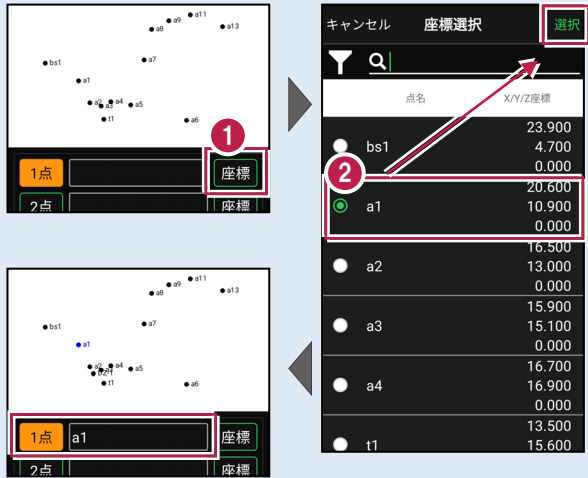 a11
a9
a8
a13
bs1
a7
a1
a2 a3 a4 a5
t1
a6
1
1点
座標
2点
座標
キャンセル 座標選択 選択
点名 X/Y/Z座標
23.900
bs1 4.700
0.000
2
20.600
a1 10.900
0.000
16.500
a2 13.000
0.000
15.900
a3 15.100
0.000
16.700
a4 16.900
0.000
13.500
t1 15.600
a11
a9
a8
a13
bs1
a7
a1
a2 a4 a5
t1
a6
1点 a1 座標
2点 座標